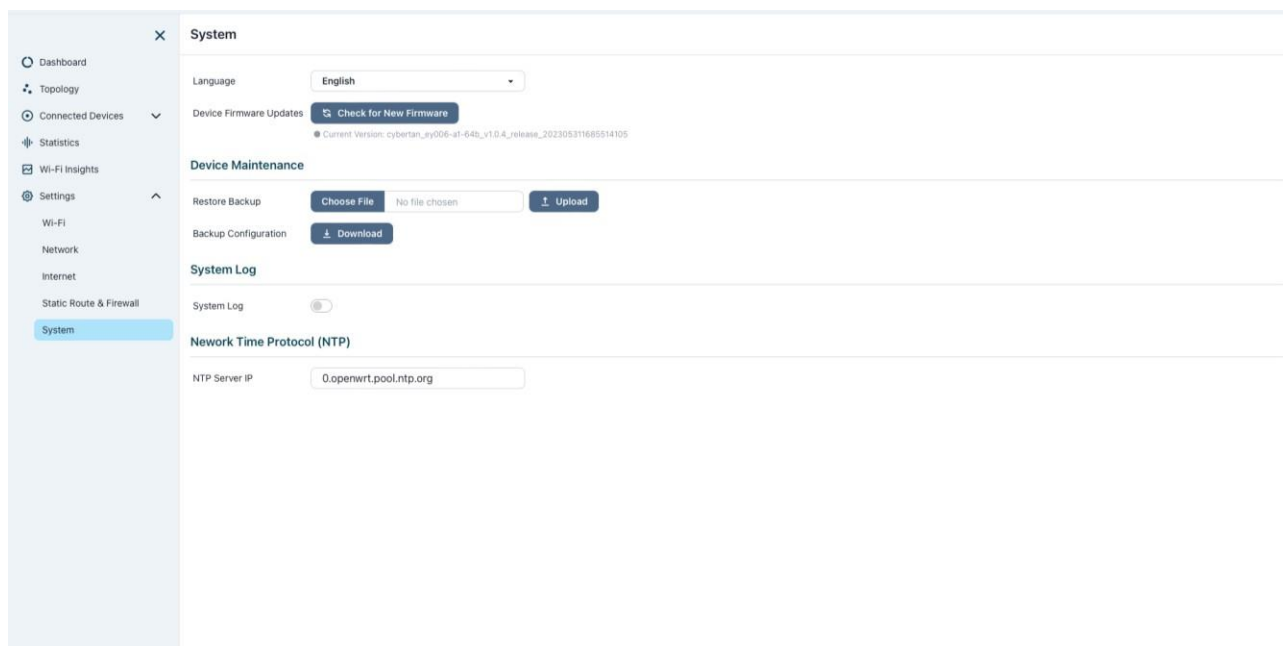 System
Dashboard
Topology
Connected Devices
Statistics
Wi-Fi Insights
Settings
Wi-Fi
Network
Internet
Static Route & Firewall
System
Language English
Device Firmware Updates Check for New Firmware
Current Version: cybertan_ey006-a1-64b_v1.0.4_release_202305311685514105
Device Maintenance
Restore Backup Choose File No file chosen Upload
Backup Configuration Download
System Log
System Log
Nework Time Protocol (NTP)
NTP Server IP 0.openwrt.pool.ntp.org